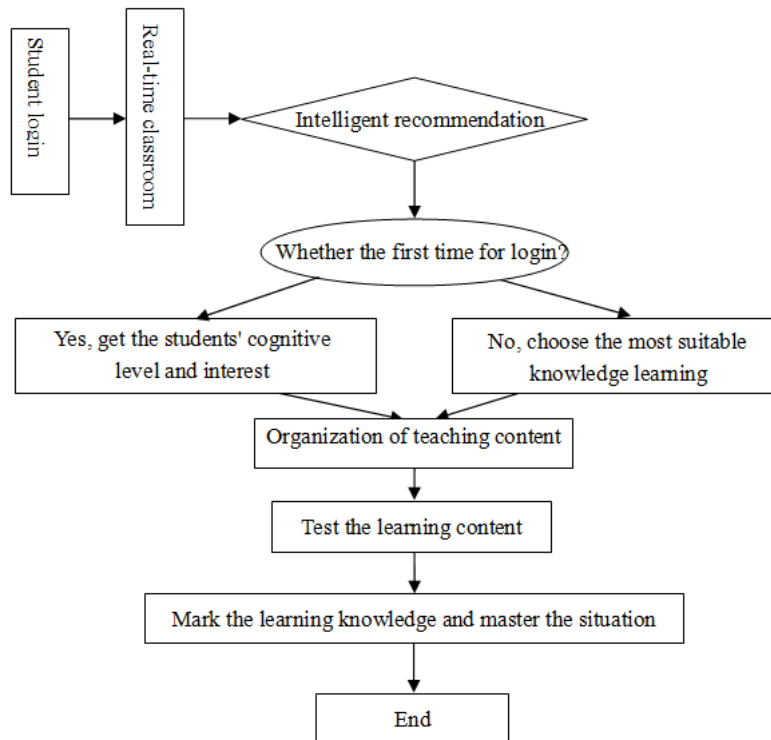 Student login
Real-time classroom
Intelligent recommendation
Whether the first time for login?
Yes, get the students' cognitive
level and interest
No, choose the most suitable
knowledge learning
Organization of teaching content
Test the learning content
Mark the learning knowledge and master the situation
End